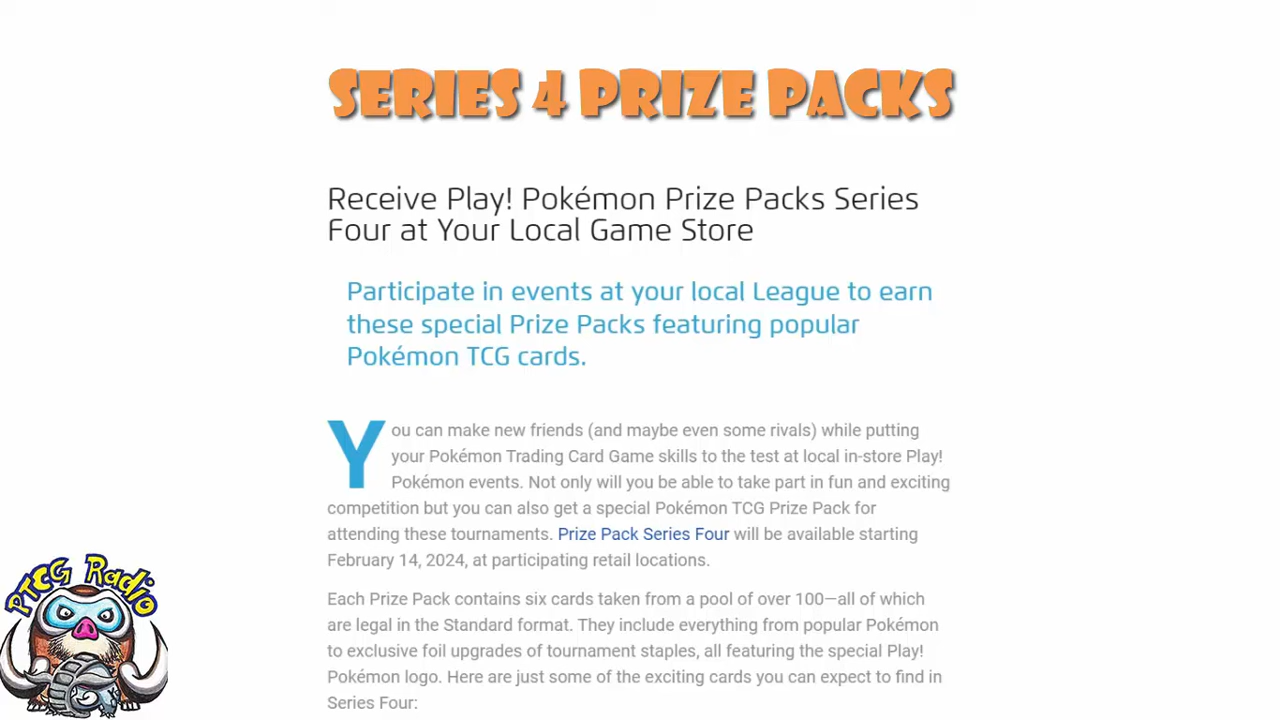 SERIES 4 PRIZE PACKS
Receive Play! Pokémon Prize Packs Series
Four at Your Local Game Store
Participate in events at your local League to earn
these special Prize Packs featuring popular
Pokémon TCG cards.
You can make new friends (and maybe even some rivals) while putting
your Pokémon Trading Card Game skills to the test at local in-store Play!
Pokémon events. Not only will you be able to take part in fun and exciting
competition but you can also get a special Pokémon TCG Prize Pack for
attending these tournaments. Prize Pack Series Four will be available starting
February 14, 2024, at participating retail locations.
Each Prize Pack contains six cards taken from a pool of over 100—all of which
are legal in the Standard format. They include everything from popular Pokémon
to exclusive foil upgrades of tournament staples, all featuring the special Play!
Pokémon logo. Here are just some of the exciting cards you can expect to find in
Series Four:
PTCG Radio